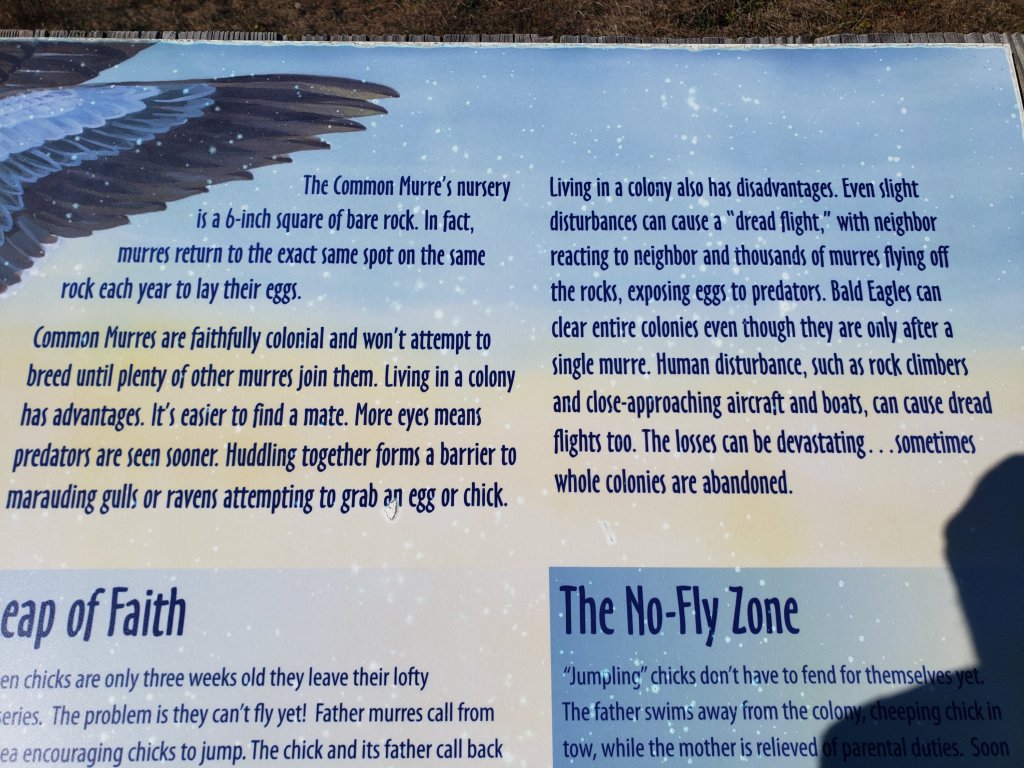 The Common Murre's nursery
is a 6-inch square of bare rock. In fact,
murres return to the exact same spot on the same
rock each year to lay their eggs.
Common Murres are faithfully colonial and won't attempt to
breed until plenty of other murres join them. Living in a colony
has advantages. It's easier to find a mate. More eyes means
predators are seen sooner. Huddling together forms a barrier to
marauding gulls or ravens attempting to grab an egg or chick.
Living in a colony also has disadvantages. Even slight
disturbances can cause a “dread flight,” with neighbor
reacting to neighbor and thousands of murres flying off
the rocks, exposing eggs to predators. Bald Eagles can
clear entire colonies even though they are only after a
single murre. Human disturbance, such as rock climbers
and close-approaching aircraft and boats, can cause dread
flights too. The losses can be devastating...sometimes
whole colonies are abandoned.
eap of Faith
en chicks are only three weeks old they leave their lofty
series. The problem is they can't fly yet! Father murres call from
ea encouraging chicks to jump. The chick and its father call back
The No-Fly Zone
“Jumpling” chicks don't have to fend for themselves yet.
The father swims away from the colony, cheeping chick in
tow, while the mother is relieved of parental duties. Soon